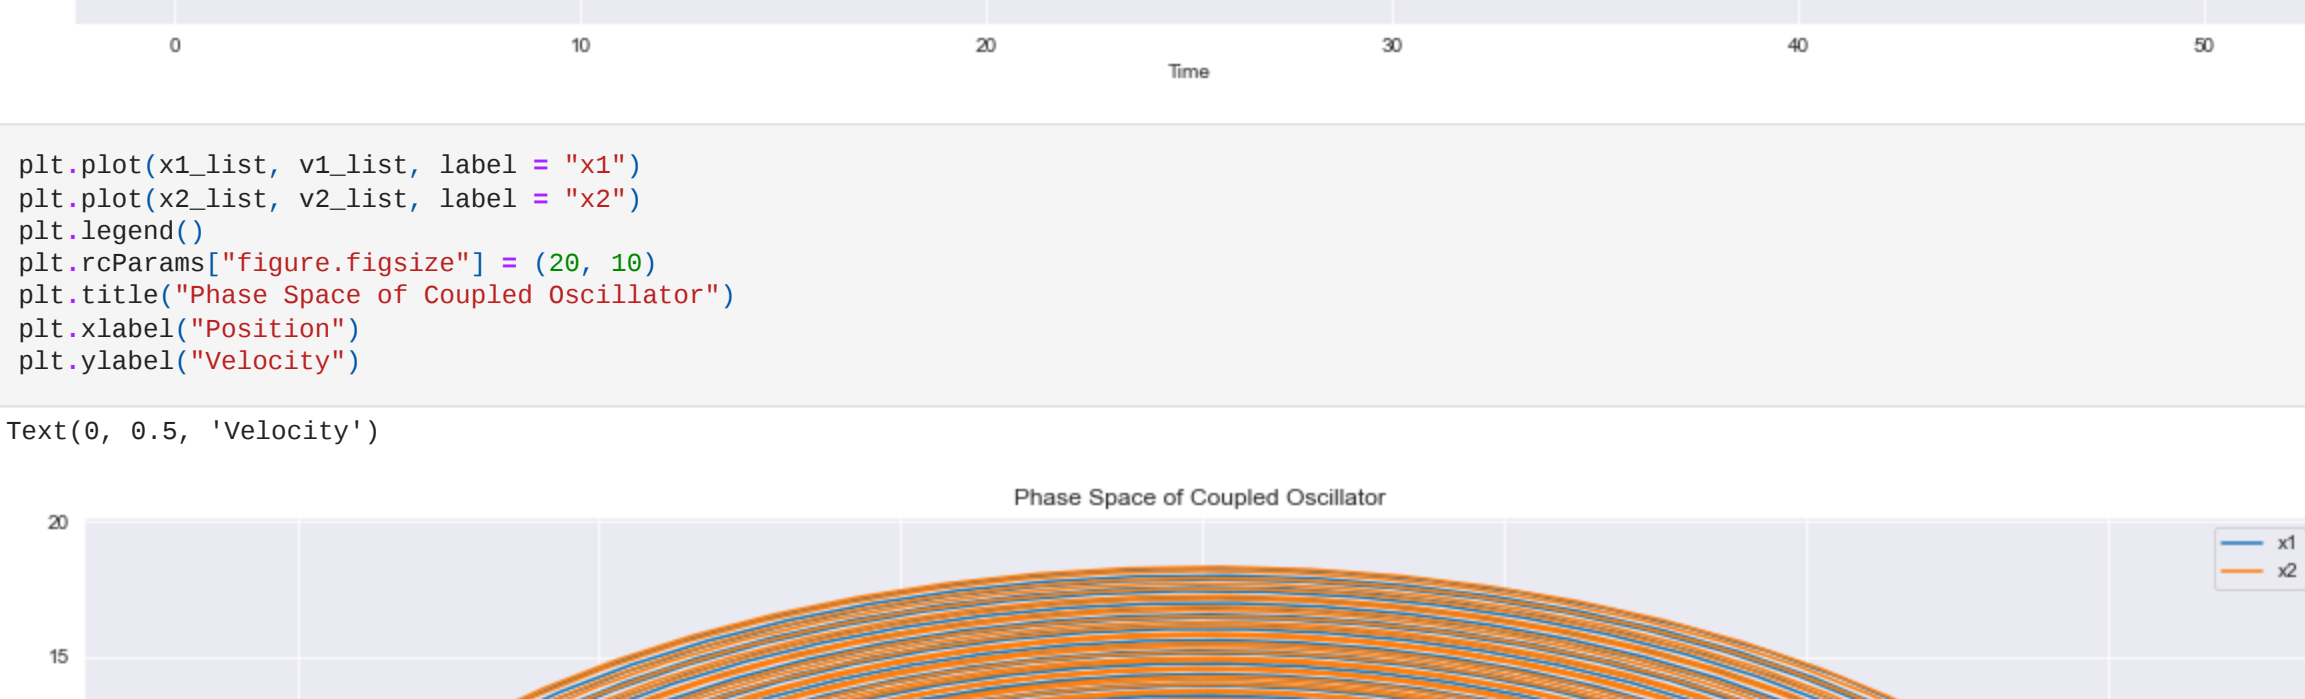 0 10 20 30 40 50
Time
plt.plot(x1_list, v1_list, label = "x1")
plt.plot(x2_list, v2_list, label = "x2")
plt.legend()
plt.rcParams["figure.figsize"] = (20, 10)
plt.title("Phase Space of Coupled Oscillator")
plt.xlabel("Position")
plt.ylabel("Velocity")
Text(0, 0.5, 'Velocity')
Phase Space of Coupled Oscillator
20
x1
x2
15